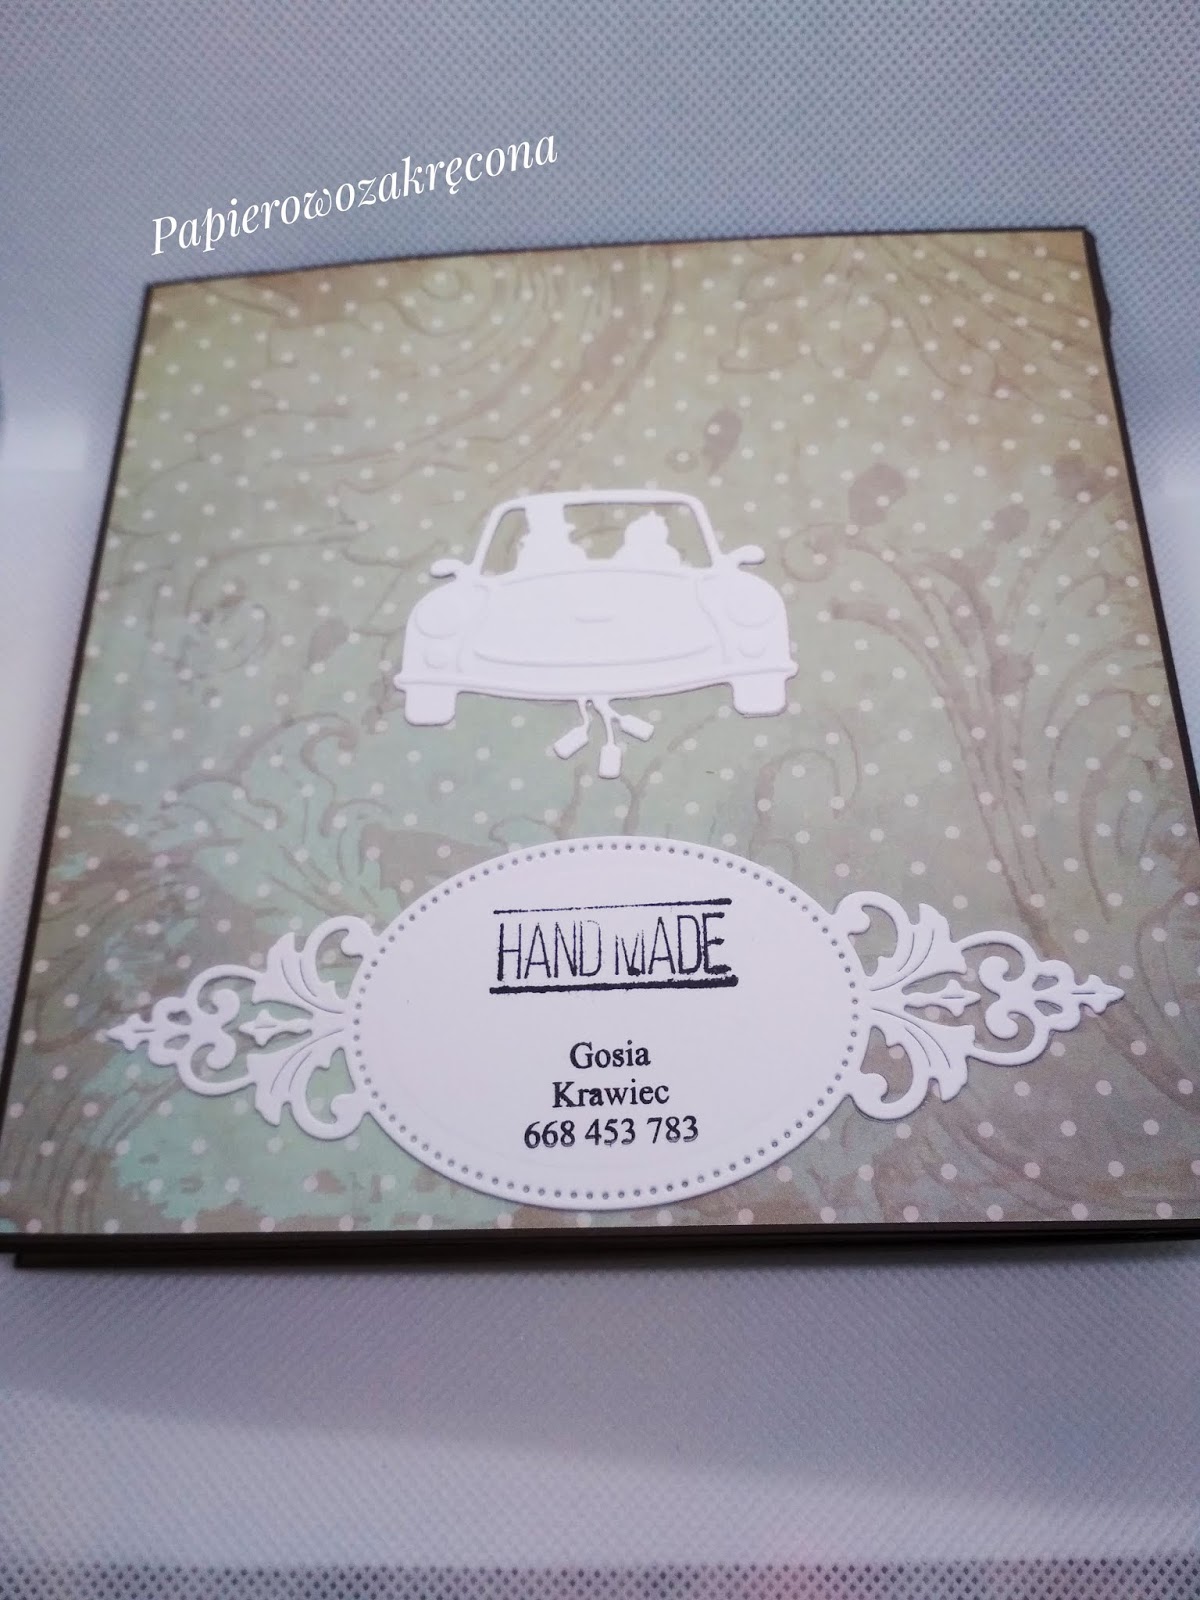 Papierowozakręcona
HAND MADE
Gosia
Krawiec
668 453 783